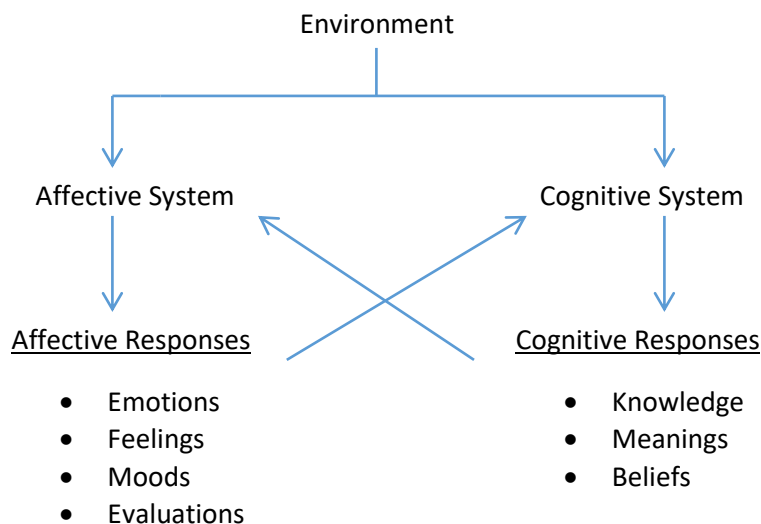 Environment
Affective System
Cognitive System
Affective Responses
• Emotions
• Feelings
• Moods
• Evaluations
Cognitive Responses
• Knowledge
• Meanings
• Beliefs